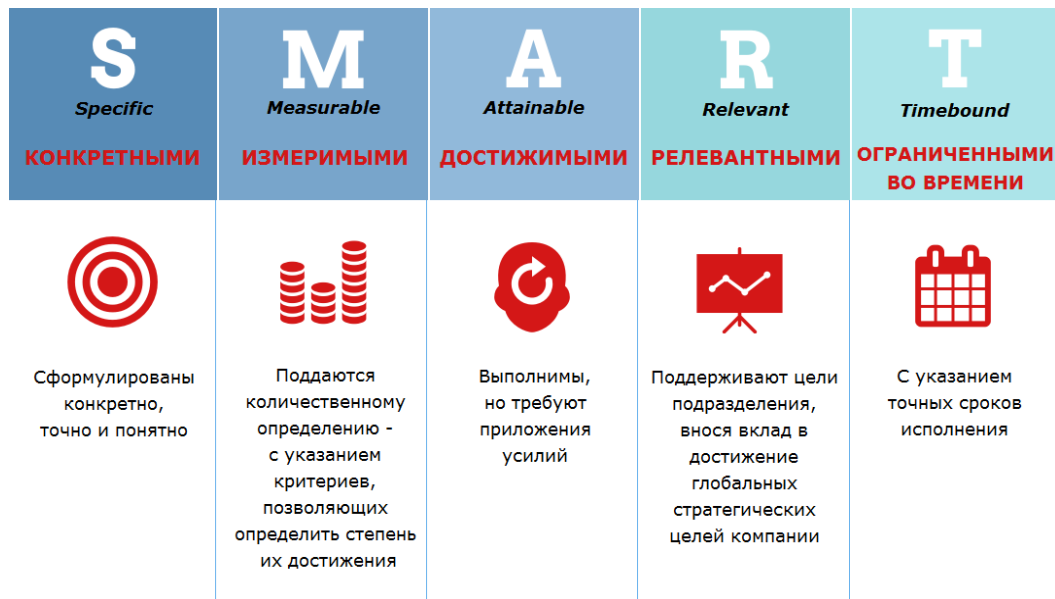 S
Specific
КОНКРЕТНЫМИ
Сформулированы
конкретно,
точно и понятно
M
Measurable
ИЗМЕРИМЫМИ
Поддаются
количественному
определению -
с указанием
критериев,
позволяющих
определить степень
их достижения
A
Attainable
ДОСТИЖИМЫМИ
Выполнимы,
но требуют
приложения
усилий
R
Relevant
РЕЛЕВАНТНЫМИ
Поддерживают цели
подразделения,
внося вклад в
достижение
глобальных
стратегических
целей компании
T
Timebound
ОГРАНИЧЕННЫМИ
ВО ВРЕМЕНИ
С указанием
точных сроков
исполнения